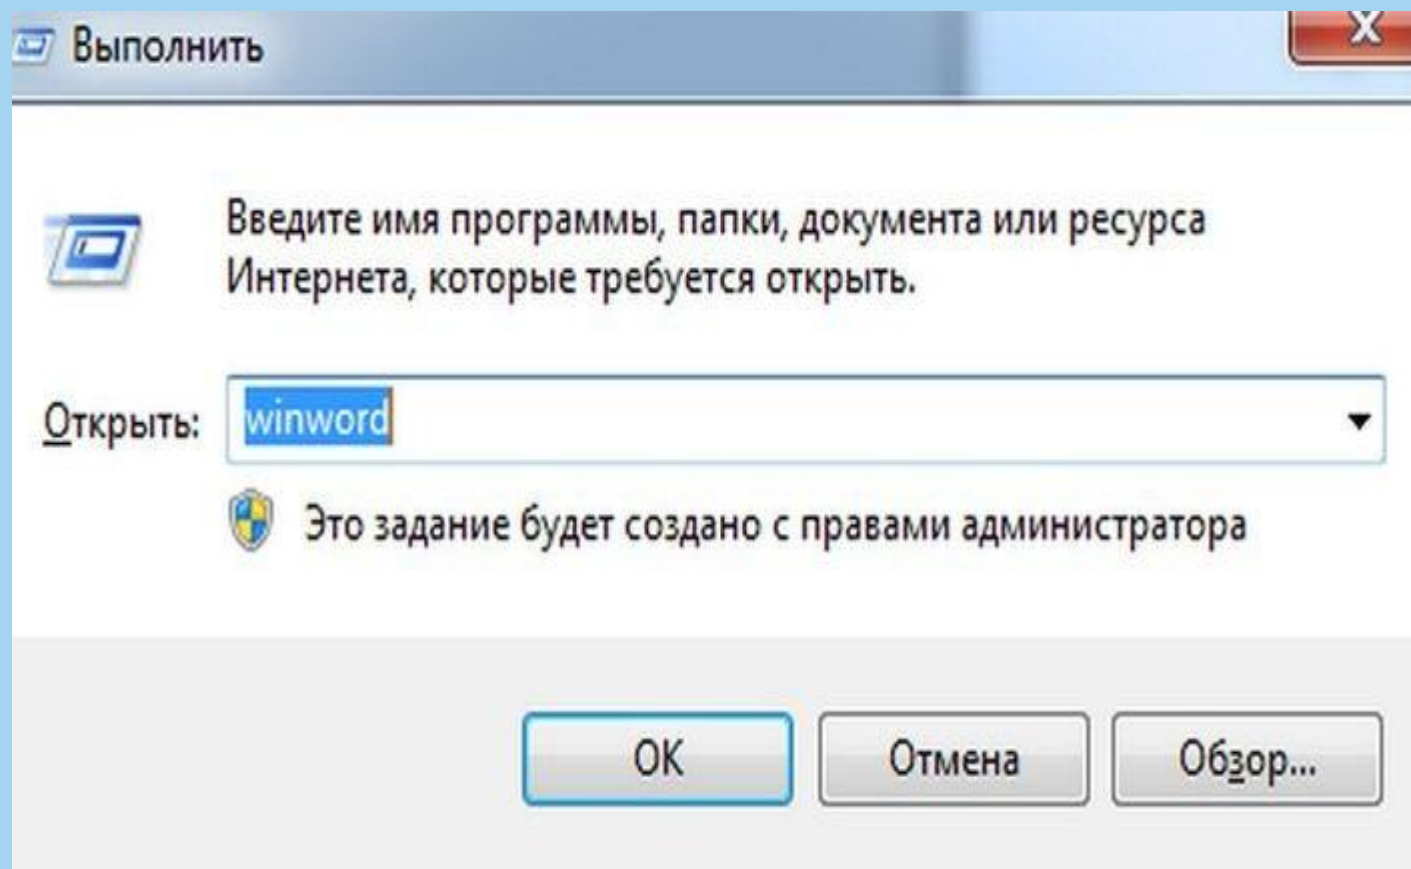 Выполнить
Введите имя программы, папки, документа или ресурса
Интернета, которые требуется открыть.
Открыть: winword
Это задание будет создано с правами администратора
ОК Отмена Обзор...